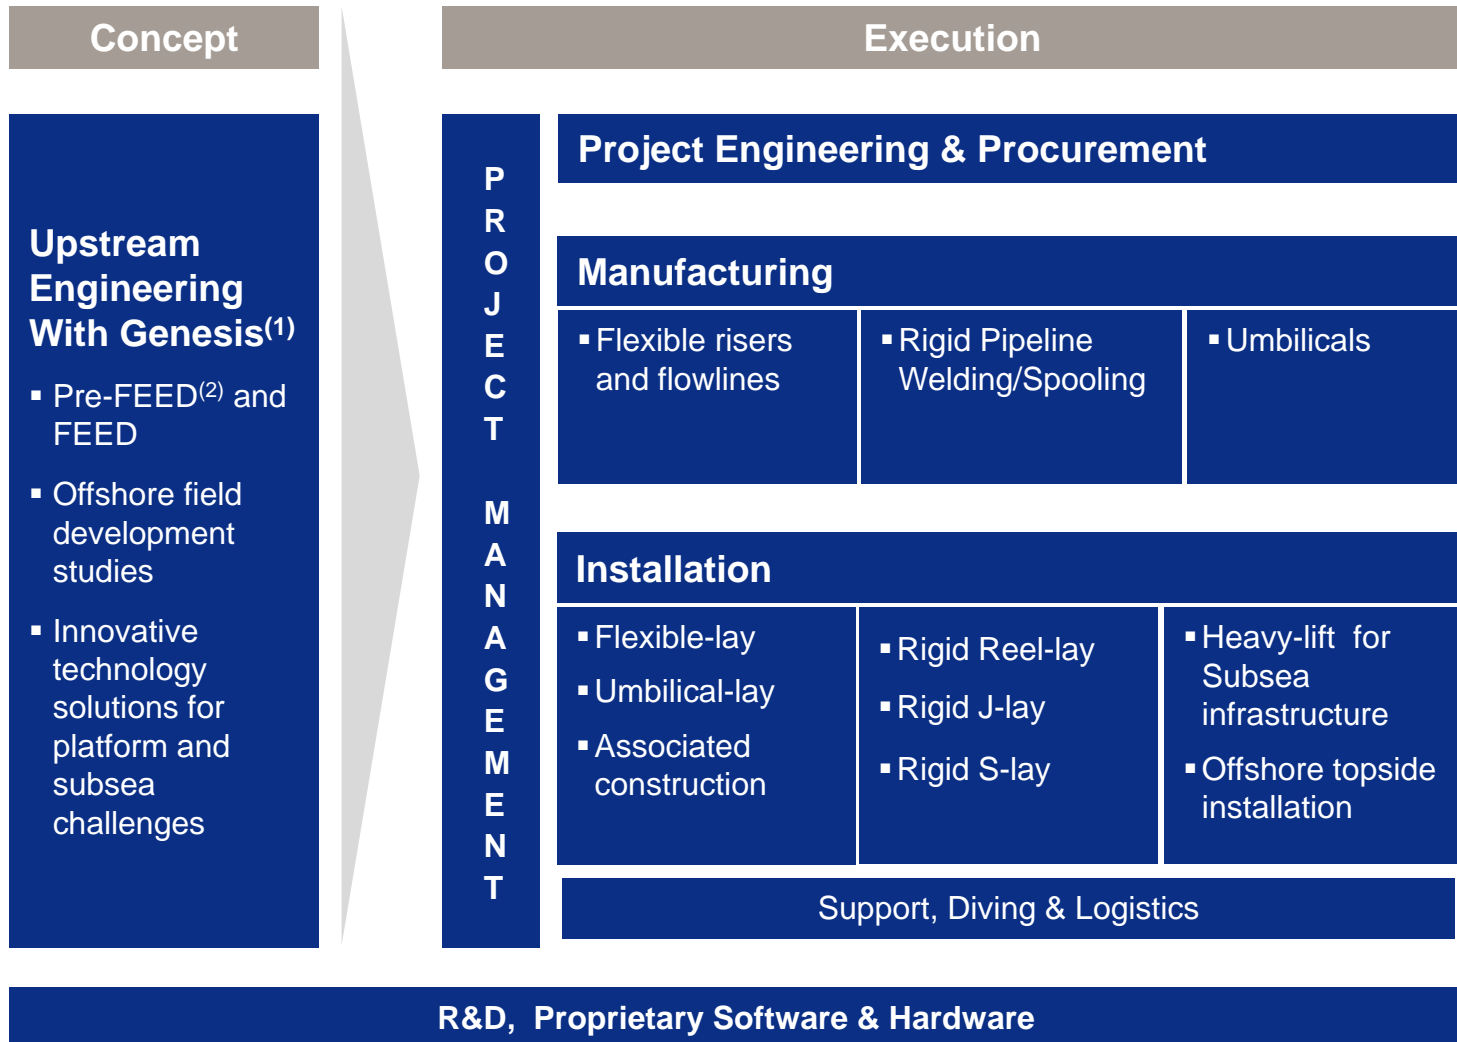 Concept
Execution
Upstream
Engineering
With Genesis(1)
▪ Pre-FEED(2) and
FEED
▪ Offshore field
development
studies
▪ Innovative
technology
solutions for
platform and
subsea
challenges
P
R
O
J
E
C
T
M
A
N
A
G
E
M
E
N
T
Project Engineering & Procurement
Manufacturing
▪ Flexible risers
and flowlines
▪ Rigid Pipeline
Welding/Spooling
▪ Umbilicals
Installation
▪ Flexible-lay
▪ Umbilical-lay
▪ Associated
construction
▪ Rigid Reel-lay
▪ Rigid J-lay
▪ Rigid S-lay
▪ Heavy-lift for
Subsea
infrastructure
▪ Offshore topside
installation
Support, Diving & Logistics
R&D, Proprietary Software & Hardware